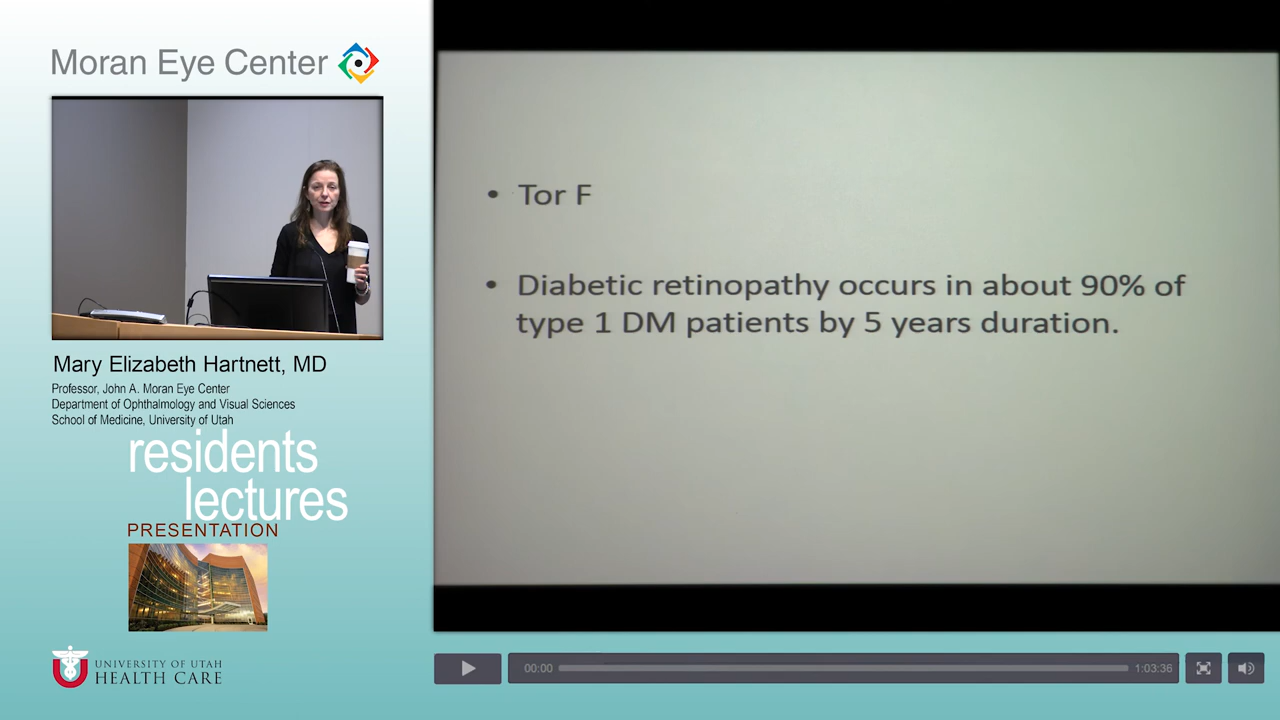 Moran Eye Center
Mary Elizabeth Hartnett, MD
Professor, John A. Moran Eye Center
Department of Ophthalmology and Visual Sciences
School of Medicine, University of Utah
residents
lectures
PRESENTATION
UNIVERSITY OF UTAH
HEALTH CARE
• Tor F
• Diabetic retinopathy occurs in about 90% of
type 1 DM patients by 5 years duration.
00:00
1:03:36